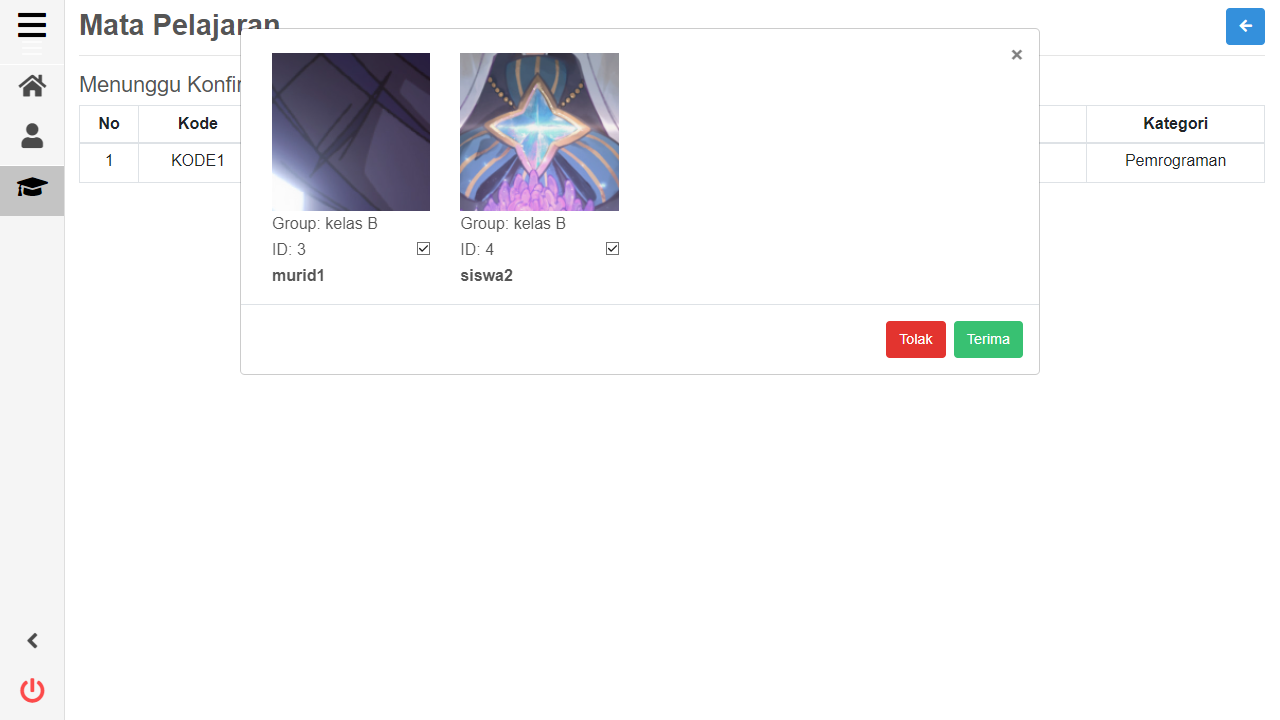 Mata Pelajaran
Menunggu Konfir
No Kode Kategori
1 KODE1 Pemrograman
×
Group: kelas B
ID: 3
murid1
Group: kelas B
ID: 4
siswa2
Tolak Terima